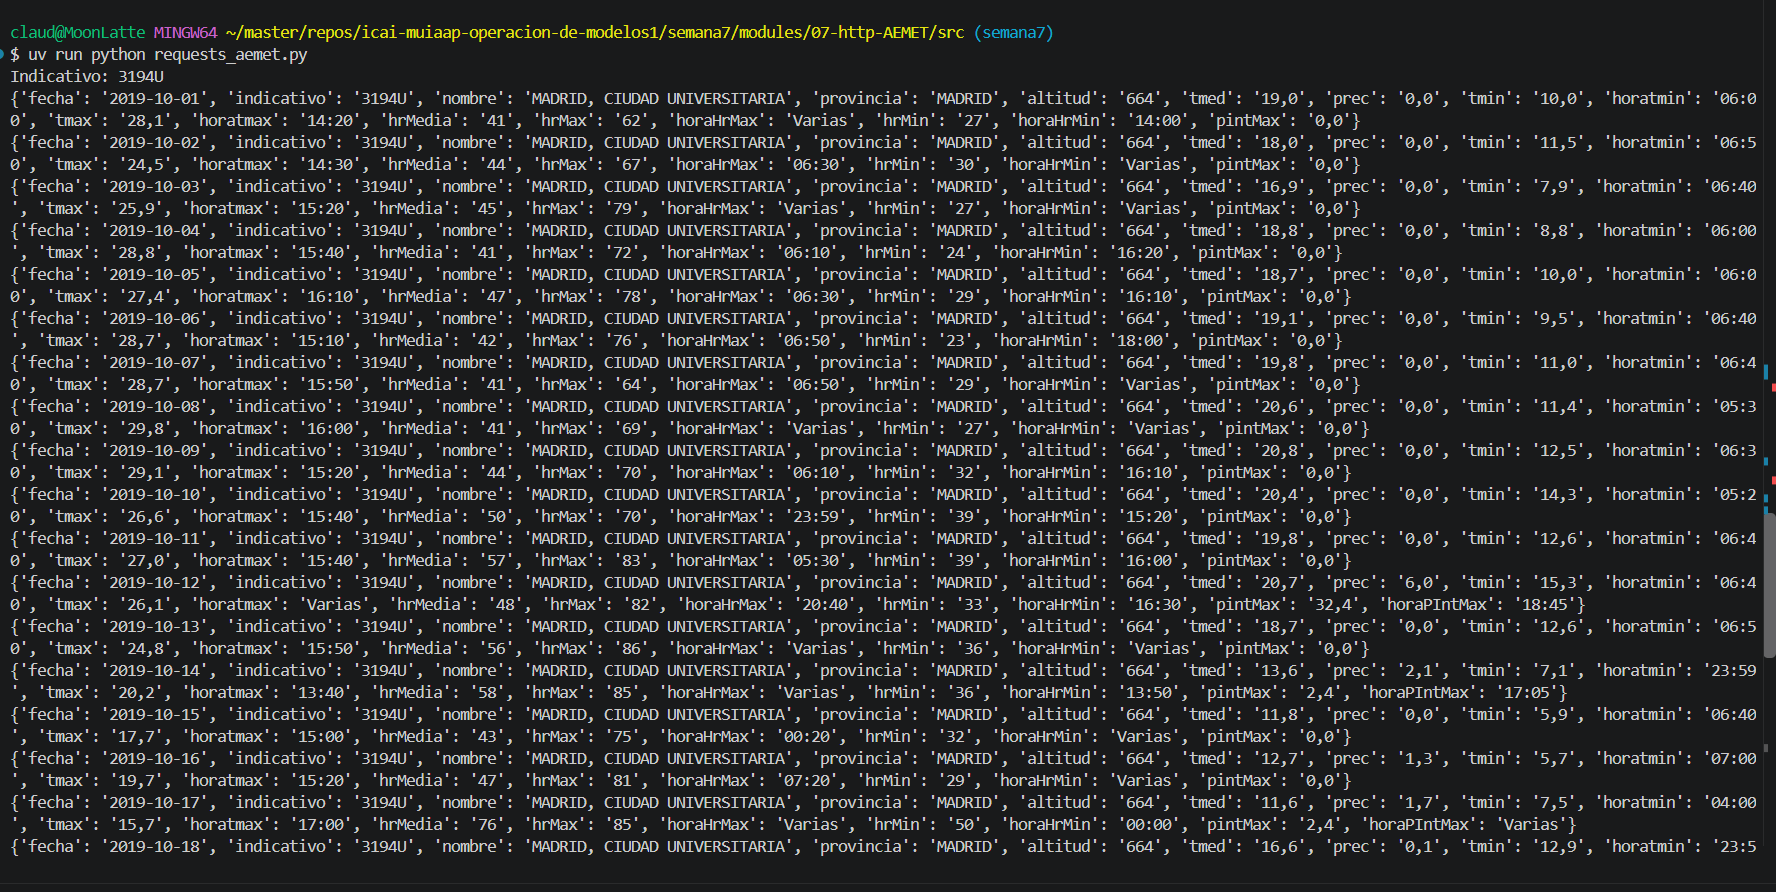 claud@MoonLatte MINGW64 ~/master/repos/icai-muiaap-operacion-de-modelos1/semana7/modules/07-http-AEMET/src (semana7)
$ uv run python requests_aemet.py
Indicativo: 3194U
{'fecha': '2019-10-01', 'indicativo': '3194U', 'nombre': 'MADRID, CIUDAD UNIVERSITARIA', 'provincia': 'MADRID', 'altitud': '664', 'tmed': '19,0', 'prec': '0,0', 'tmin': '10,0', 'horatmin': '06:0
0', 'tmax': '28,1', 'horatmax': '14:20', 'hrMedia': '41', 'hrMax': '62', 'horaHrMax': 'Varias', 'hrMin': '27', 'horaHrMin': '14:00', 'pintMax': '0,0'}
{'fecha': '2019-10-02', 'indicativo': '3194U', 'nombre': 'MADRID, CIUDAD UNIVERSITARIA', 'provincia': 'MADRID', 'altitud': '664', 'tmed': '18,0', 'prec': '0,0', 'tmin': '11,5', 'horatmin': '06:5
0', 'tmax': '24,5', 'horatmax': '14:30', 'hrMedia': '44', 'hrMax': '67', 'horaHrMax': '06:30', 'hrMin': '30', 'horaHrMin': 'Varias', 'pintMax': '0,0'}
{'fecha': '2019-10-03', 'indicativo': '3194U', 'nombre': 'MADRID, CIUDAD UNIVERSITARIA', 'provincia': 'MADRID', 'altitud': '664', 'tmed': '16,9', 'prec': '0,0', 'tmin': '7,9', 'horatmin': '06:40
', 'tmax': '25,9', 'horatmax': '15:20', 'hrMedia': '45', 'hrMax': '79', 'horaHrMax': 'Varias', 'hrMin': '27', 'horaHrMin': 'Varias', 'pintMax': '0,0'}
{'fecha': '2019-10-04', 'indicativo': '3194U', 'nombre': 'MADRID, CIUDAD UNIVERSITARIA', 'provincia': 'MADRID', 'altitud': '664', 'tmed': '18,8', 'prec': '0,0', 'tmin': '8,8', 'horatmin': '06:00
', 'tmax': '28,8', 'horatmax': '15:40', 'hrMedia': '41', 'hrMax': '72', 'horaHrMax': '06:10', 'hrMin': '24', 'horaHrMin': '16:20', 'pintMax': '0,0'}
{'fecha': '2019-10-05', 'indicativo': '3194U', 'nombre': 'MADRID, CIUDAD UNIVERSITARIA', 'provincia': 'MADRID', 'altitud': '664', 'tmed': '18,7', 'prec': '0,0', 'tmin': '10,0', 'horatmin': '06:0
0', 'tmax': '27,4', 'horatmax': '16:10', 'hrMedia': '47', 'hrMax': '78', 'horaHrMax': '06:30', 'hrMin': '29', 'horaHrMin': '16:10', 'pintMax': '0,0'}
{'fecha': '2019-10-06', 'indicativo': '3194U', 'nombre': 'MADRID, CIUDAD UNIVERSITARIA', 'provincia': 'MADRID', 'altitud': '664', 'tmed': '19,1', 'prec': '0,0', 'tmin': '9,5', 'horatmin': '06:40
', 'tmax': '28,7', 'horatmax': '15:10', 'hrMedia': '42', 'hrMax': '76', 'horaHrMax': '06:50', 'hrMin': '23', 'horaHrMin': '18:00', 'pintMax': '0,0'}
{'fecha': '2019-10-07', 'indicativo': '3194U', 'nombre': 'MADRID, CIUDAD UNIVERSITARIA', 'provincia': 'MADRID', 'altitud': '664', 'tmed': '19,8', 'prec': '0,0', 'tmin': '11,0', 'horatmin': '06:4
0', 'tmax': '28,7', 'horatmax': '15:50', 'hrMedia': '41', 'hrMax': '64', 'horaHrMax': '06:50', 'hrMin': '29', 'horaHrMin': 'Varias', 'pintMax': '0,0'}
{'fecha': '2019-10-08', 'indicativo': '3194U', 'nombre': 'MADRID, CIUDAD UNIVERSITARIA', 'provincia': 'MADRID', 'altitud': '664', 'tmed': '20,6', 'prec': '0,0', 'tmin': '11,4', 'horatmin': '05:3
0', 'tmax': '29,8', 'horatmax': '16:00', 'hrMedia': '41', 'hrMax': '69', 'horaHrMax': 'Varias', 'hrMin': '27', 'horaHrMin': 'Varias', 'pintMax': '0,0'}
{'fecha': '2019-10-09', 'indicativo': '3194U', 'nombre': 'MADRID, CIUDAD UNIVERSITARIA', 'provincia': 'MADRID', 'altitud': '664', 'tmed': '20,8', 'prec': '0,0', 'tmin': '12,5', 'horatmin': '06:3
0', 'tmax': '29,1', 'horatmax': '15:20', 'hrMedia': '44', 'hrMax': '70', 'horaHrMax': '06:10', 'hrMin': '32', 'horaHrMin': '16:10', 'pintMax': '0,0'}
{'fecha': '2019-10-10', 'indicativo': '3194U', 'nombre': 'MADRID, CIUDAD UNIVERSITARIA', 'provincia': 'MADRID', 'altitud': '664', 'tmed': '20,4', 'prec': '0,0', 'tmin': '14,3', 'horatmin': '05:2
0', 'tmax': '26,6', 'horatmax': '15:40', 'hrMedia': '50', 'hrMax': '70', 'horaHrMax': '23:59', 'hrMin': '39', 'horaHrMin': '15:20', 'pintMax': '0,0'}
{'fecha': '2019-10-11', 'indicativo': '3194U', 'nombre': 'MADRID, CIUDAD UNIVERSITARIA', 'provincia': 'MADRID', 'altitud': '664', 'tmed': '19,8', 'prec': '0,0', 'tmin': '12,6', 'horatmin': '06:4
0', 'tmax': '27,0', 'horatmax': '15:40', 'hrMedia': '57', 'hrMax': '83', 'horaHrMax': '05:30', 'hrMin': '39', 'horaHrMin': '16:00', 'pintMax': '0,0'}
{'fecha': '2019-10-12', 'indicativo': '3194U', 'nombre': 'MADRID, CIUDAD UNIVERSITARIA', 'provincia': 'MADRID', 'altitud': '664', 'tmed': '20,7', 'prec': '6,0', 'tmin': '15,3', 'horatmin': '06:4
0', 'tmax': '26,1', 'horatmax': 'Varias', 'hrMedia': '48', 'hrMax': '82', 'horaHrMax': '20:40', 'hrMin': '33', 'horaHrMin': '16:30', 'pintMax': '32,4', 'horaPIntMax': '18:45'}
{'fecha': '2019-10-13', 'indicativo': '3194U', 'nombre': 'MADRID, CIUDAD UNIVERSITARIA', 'provincia': 'MADRID', 'altitud': '664', 'tmed': '18,7', 'prec': '0,0', 'tmin': '12,6', 'horatmin': '06:5
0', 'tmax': '24,8', 'horatmax': '15:50', 'hrMedia': '56', 'hrMax': '86', 'horaHrMax': 'Varias', 'hrMin': '36', 'horaHrMin': 'Varias', 'pintMax': '0,0'}
{'fecha': '2019-10-14', 'indicativo': '3194U', 'nombre': 'MADRID, CIUDAD UNIVERSITARIA', 'provincia': 'MADRID', 'altitud': '664', 'tmed': '13,6', 'prec': '2,1', 'tmin': '7,1', 'horatmin': '23:59
', 'tmax': '20,2', 'horatmax': '13:40', 'hrMedia': '58', 'hrMax': '85', 'horaHrMax': 'Varias', 'hrMin': '36', 'horaHrMin': '13:50', 'pintMax': '2,4', 'horaPIntMax': '17:05'}
{'fecha': '2019-10-15', 'indicativo': '3194U', 'nombre': 'MADRID, CIUDAD UNIVERSITARIA', 'provincia': 'MADRID', 'altitud': '664', 'tmed': '11,8', 'prec': '0,0', 'tmin': '5,9', 'horatmin': '06:40
', 'tmax': '17,7', 'horatmax': '15:00', 'hrMedia': '43', 'hrMax': '75', 'horaHrMax': '00:20', 'hrMin': '32', 'horaHrMin': 'Varias', 'pintMax': '0,0'}
{'fecha': '2019-10-16', 'indicativo': '3194U', 'nombre': 'MADRID, CIUDAD UNIVERSITARIA', 'provincia': 'MADRID', 'altitud': '664', 'tmed': '12,7', 'prec': '1,3', 'tmin': '5,7', 'horatmin': '07:00
', 'tmax': '19,7', 'horatmax': '15:20', 'hrMedia': '47', 'hrMax': '81', 'horaHrMax': '07:20', 'hrMin': '29', 'horaHrMin': 'Varias', 'pintMax': '0,0'}
{'fecha': '2019-10-17', 'indicativo': '3194U', 'nombre': 'MADRID, CIUDAD UNIVERSITARIA', 'provincia': 'MADRID', 'altitud': '664', 'tmed': '11,6', 'prec': '1,7', 'tmin': '7,5', 'horatmin': '04:00
', 'tmax': '15,7', 'horatmax': '17:00', 'hrMedia': '76', 'hrMax': '85', 'horaHrMax': 'Varias', 'hrMin': '50', 'horaHrMin': '00:00', 'pintMax': '2,4', 'horaPIntMax': 'Varias'}
{'fecha': '2019-10-18', 'indicativo': '3194U', 'nombre': 'MADRID, CIUDAD UNIVERSITARIA', 'provincia': 'MADRID', 'altitud': '664', 'tmed': '16,6', 'prec': '0,1', 'tmin': '12,9', 'horatmin': '23:5